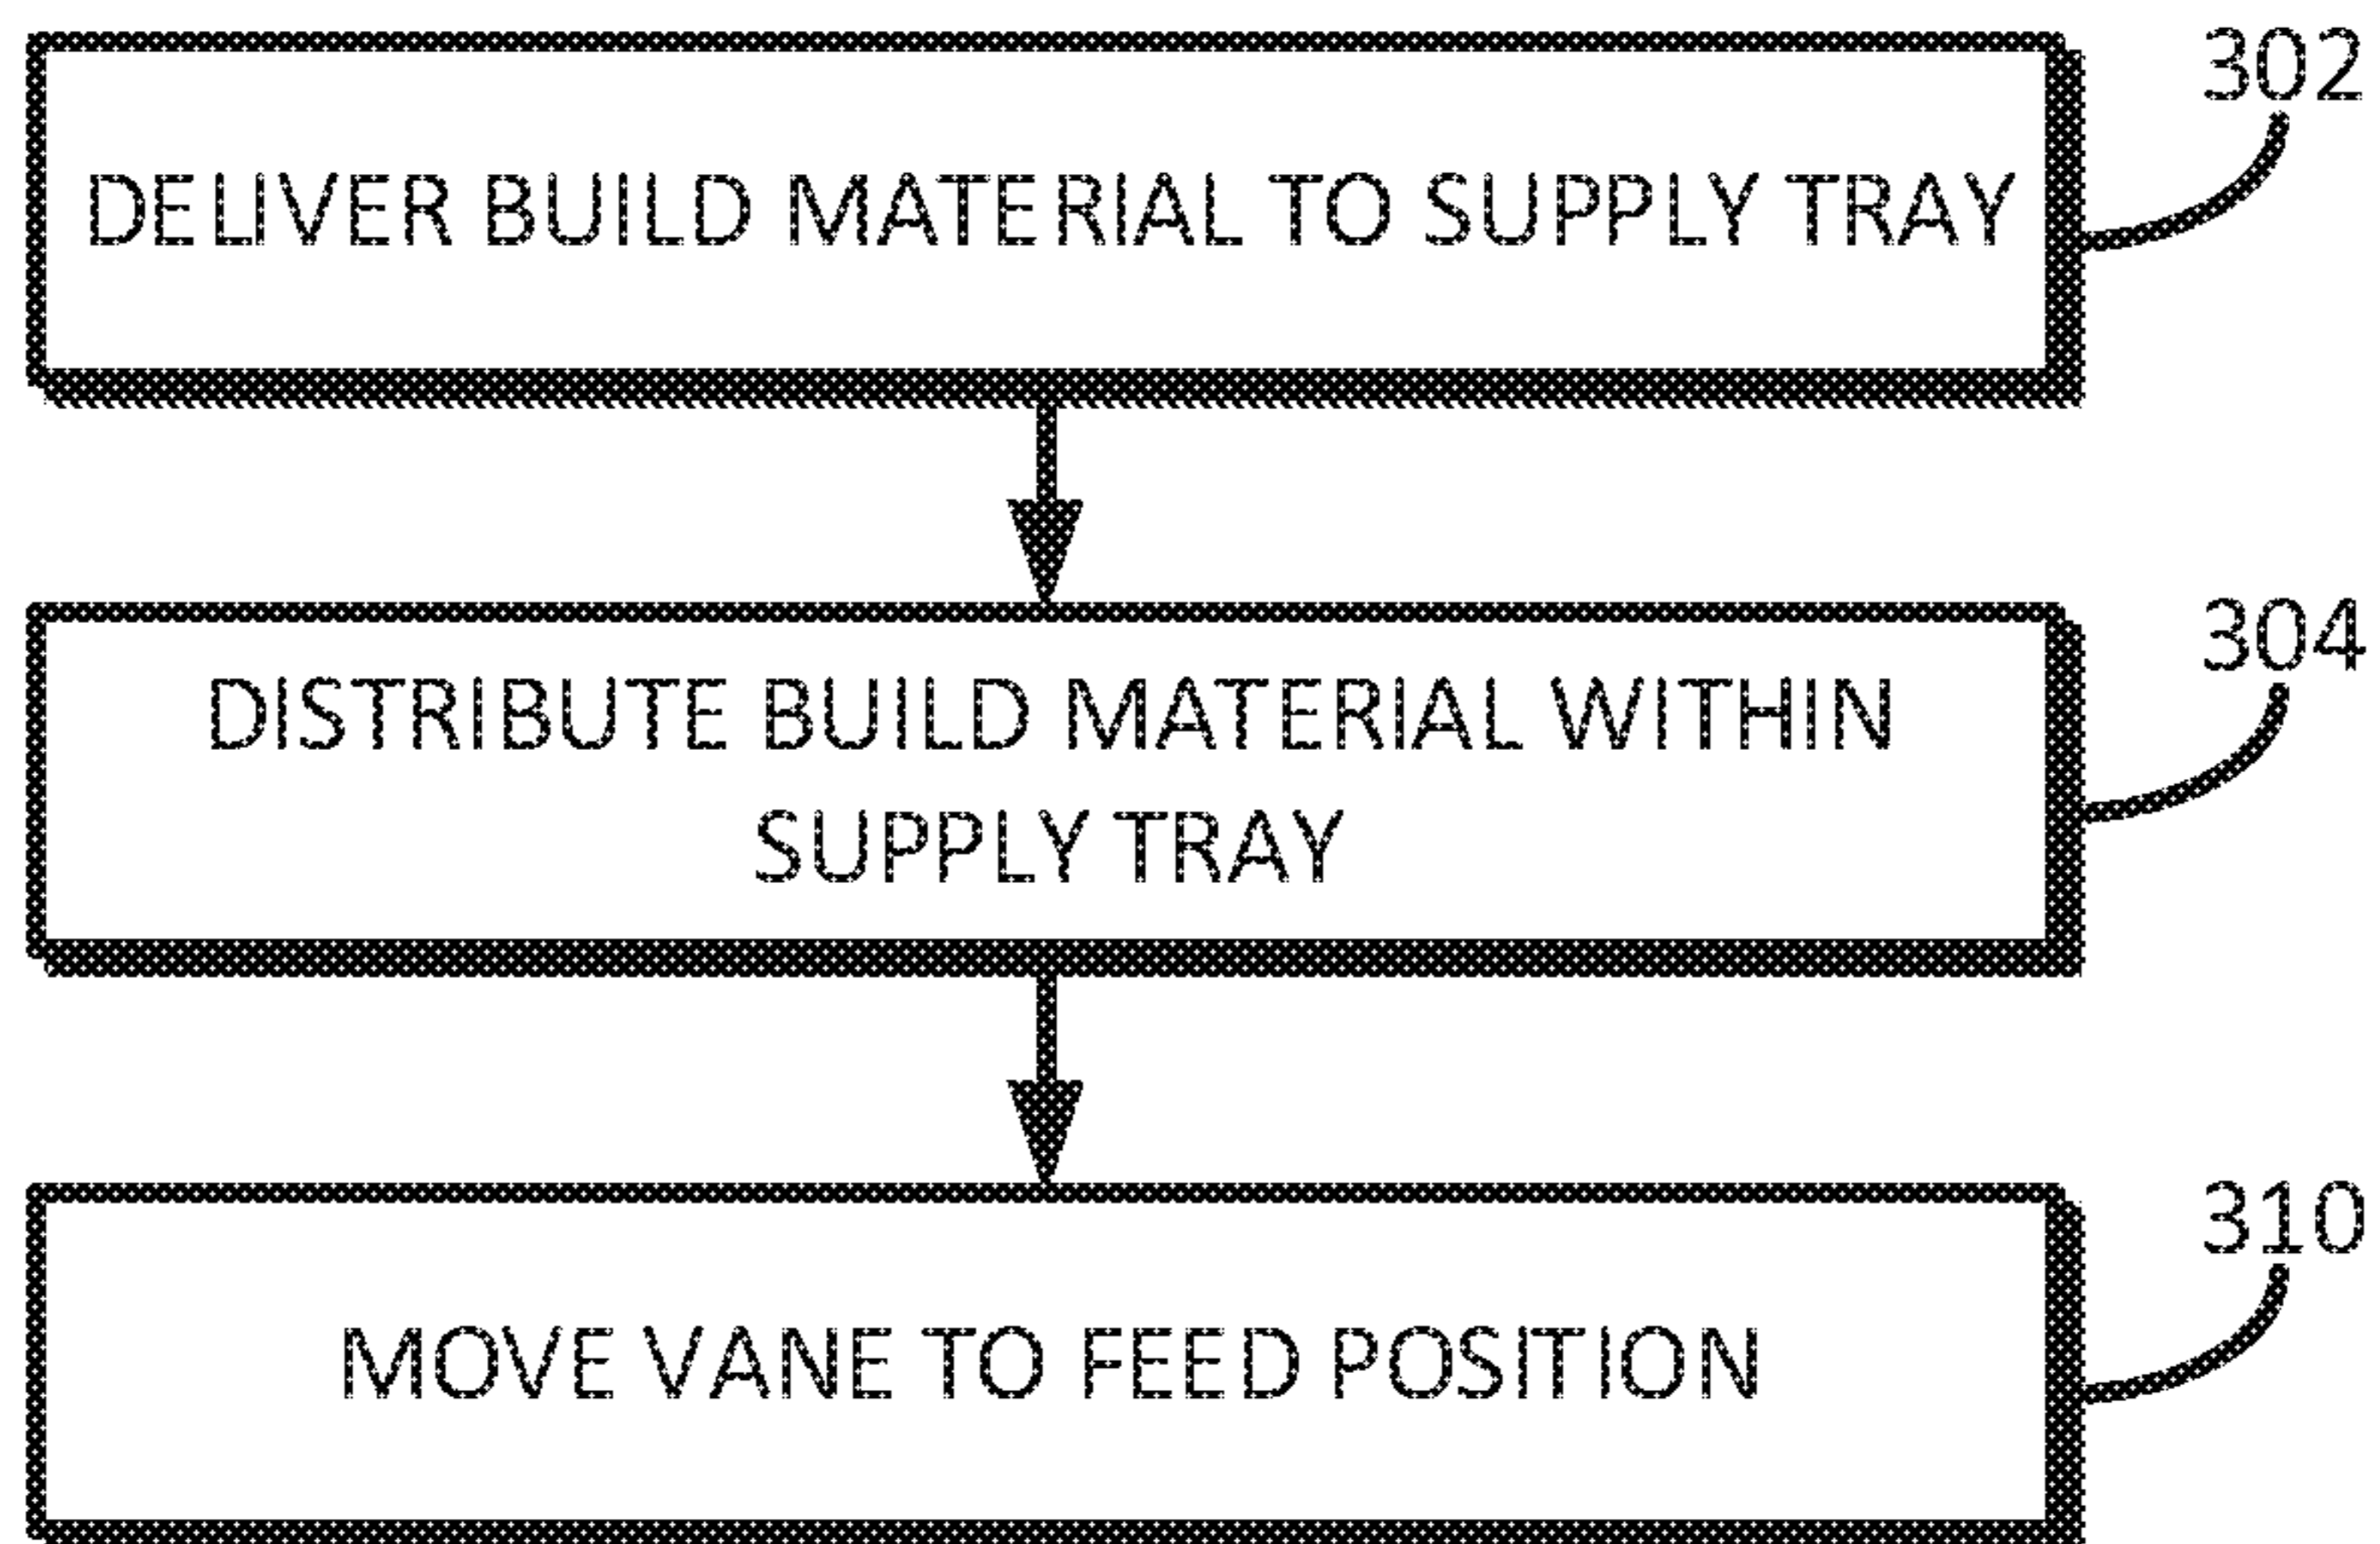 302
DELIVER BUILD MATERIAL TO SUPPLY TRAY
304
DISTRIBUTE BUILD MATERIAL WITHIN
SUPPLY TRAY
310
MOVE VANE TO FEED POSITION